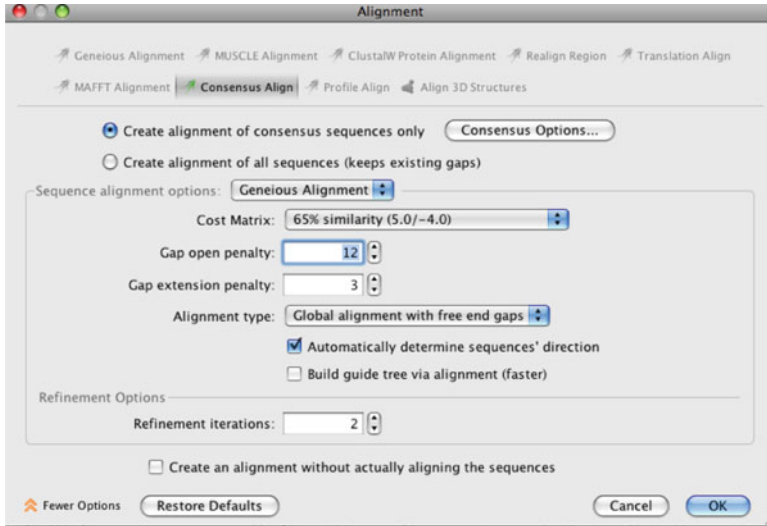 Alignment
Geneious Alignment MUSCLE Alignment ClustalW Protein Alignment Realign Region Translation Align
MAFFT Alignment Consensus Align Profile Align Align 3D Structures
Create alignment of consensus sequences only Consensus Options...
Create alignment of all sequences (keeps existing gaps)
Sequence alignment options: Geneious Alignment
Cost Matrix: 65% similarity (5.0/-4.0)
Gap open penalty: 12
Gap extension penalty: 3
Alignment type: Global alignment with free end gaps
Automatically determine sequences' direction
Build guide tree via alignment (faster)
Refinement Options
Refinement iterations: 2
Create an alignment without actually aligning the sequences
Fewer Options Restore Defaults Cancel OK